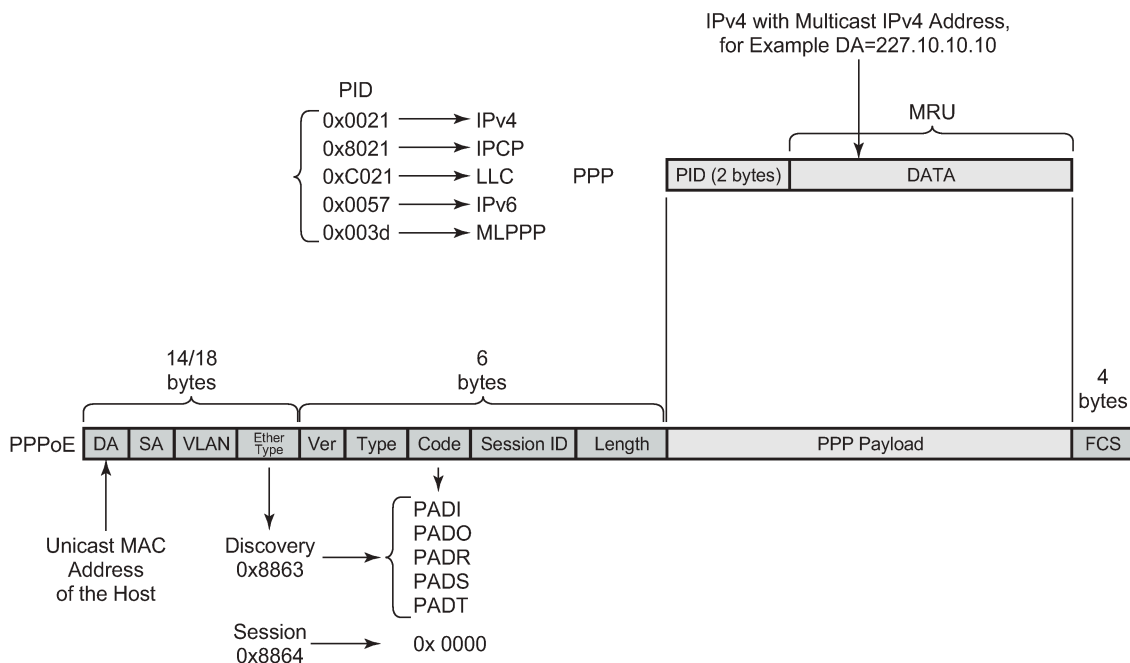 IPv4 with Multicast IPv4 Address,
for Example DA=227.10.10.10
PID
0x0021
IPv4
0x8021
IPCP
0xC021
LLC
0x0057
IPv6
0x003d
MLPPP
MRU
PPP
PID (2 bytes)
DATA
14/18
bytes
6
bytes
4
bytes
PPPoE
DA
SA
VLAN
Ether
Type
Ver
Type
Code
Session ID
Length
PPP Payload
FCS
Unicast MAC
Address
of the Host
Discovery
0x8863
PADI
PADO
PADR
PADS
PADT
Session
0x8864
0x 0000